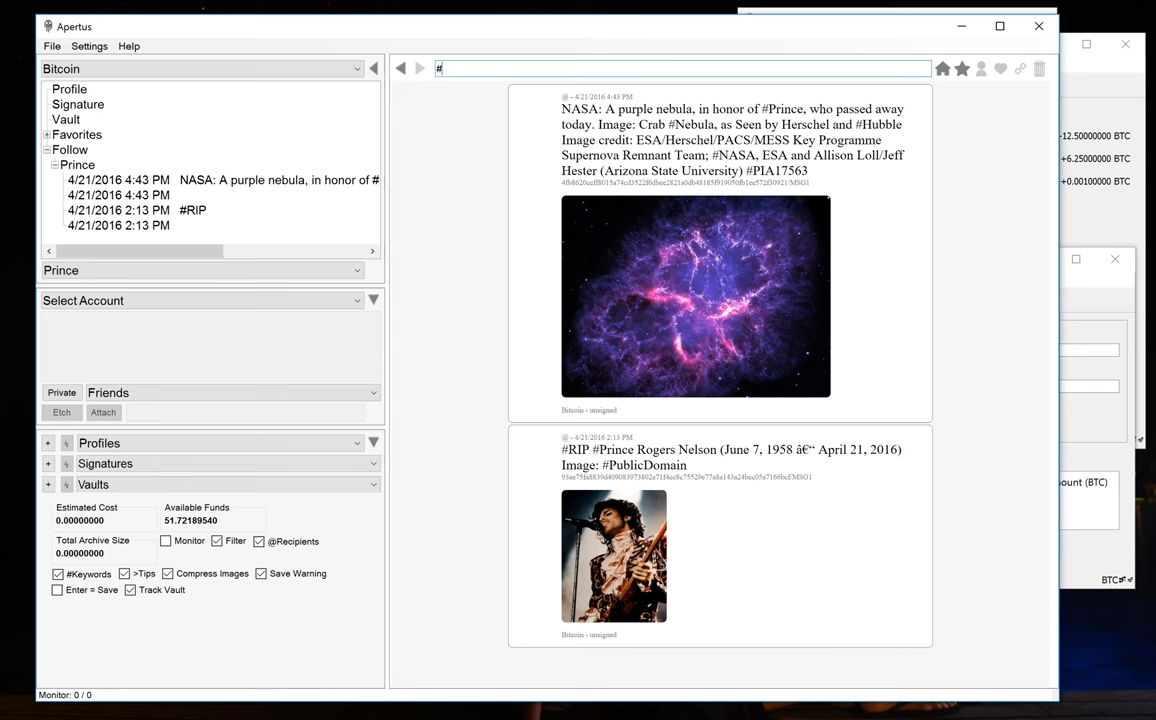 Apertus
File Settings Help
Bitcoin
Profile
Signature
Vault
Favorites
Follow
Prince
4/21/2016 4:43 PM NASA: A purple nebula, in honor of #
4/21/2016 4:43 PM
4/21/2016 2:13 PM #RIP
4/21/2016 2:13 PM
Prince
Select Account
Private Friends
Etch Attach
+ Profiles
+ Signatures
+ Vaults
Estimated Cost Available Funds
0.00000000 51.72189540
Total Archive Size
0.00000000
Monitor Filter @Recipients
#Keywords >Tips Compress Images Save Warning
Enter = Save Track Vault
Monitor: 0 / 0
#
@ - 4/21/2016 4:43 PM
NASA: A purple nebula, in honor of #Prince, who passed away
today. Image: Crab #Nebula, as Seen by Herschel and #Hubble
Image credit: ESA/Herschel/PACS/MESS Key Programme
Supernova Remnant Team; #NASA, ESA and Allison Loll/Jeff
Hester (Arizona State University) #PIA17563
Bitcoin - unsigned
@ - 4/21/2016 2:13 PM
#RIP #Prince Rogers Nelson (June 7, 1958 â€“ April 21, 2016)
Image: #PublicDomain
Bitcoin - unsigned
-12.50000000 BTC
+6.25000000 BTC
+0.00100000 BTC
ount (BTC)
BTC